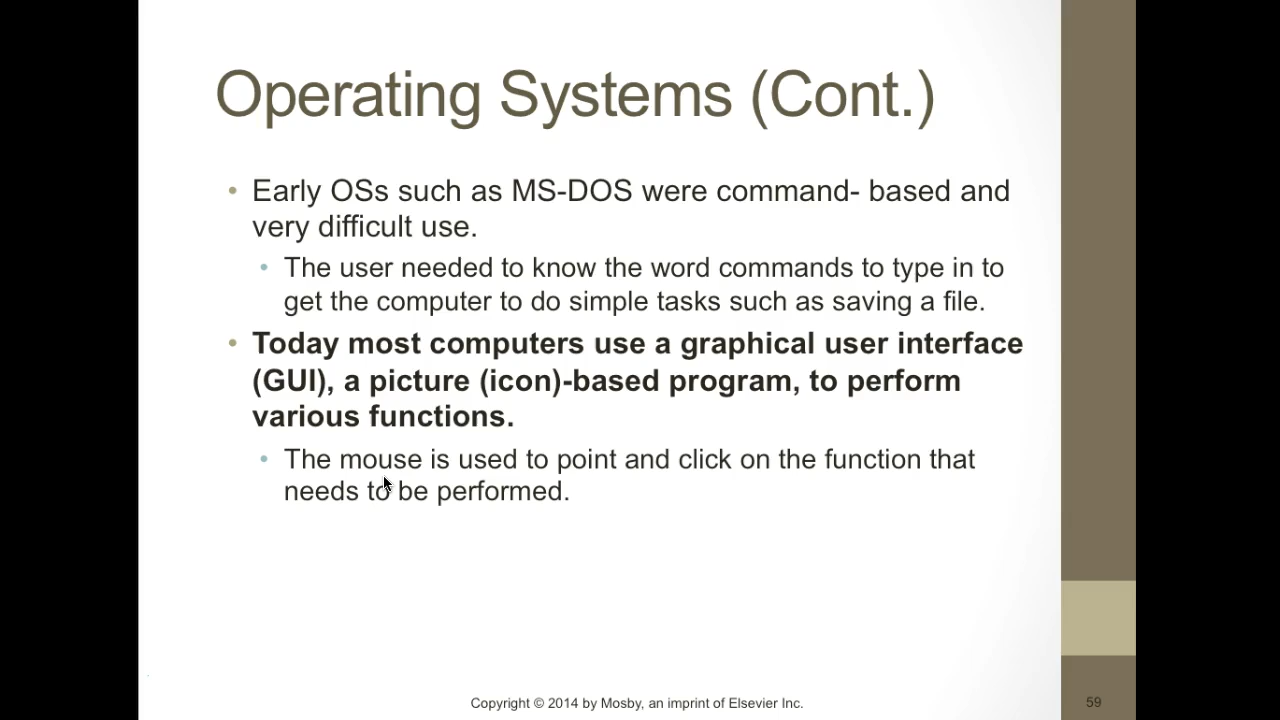 Operating Systems (Cont.)
• Early OSs such as MS-DOS were command- based and
very difficult use.
• The user needed to know the word commands to type in to
get the computer to do simple tasks such as saving a file.
• Today most computers use a graphical user interface
(GUI), a picture (icon)-based program, to perform
various functions.
• The mouse is used to point and click on the function that
needs to be performed.
Copyright © 2014 by Mosby, an imprint of Elsevier Inc.
59